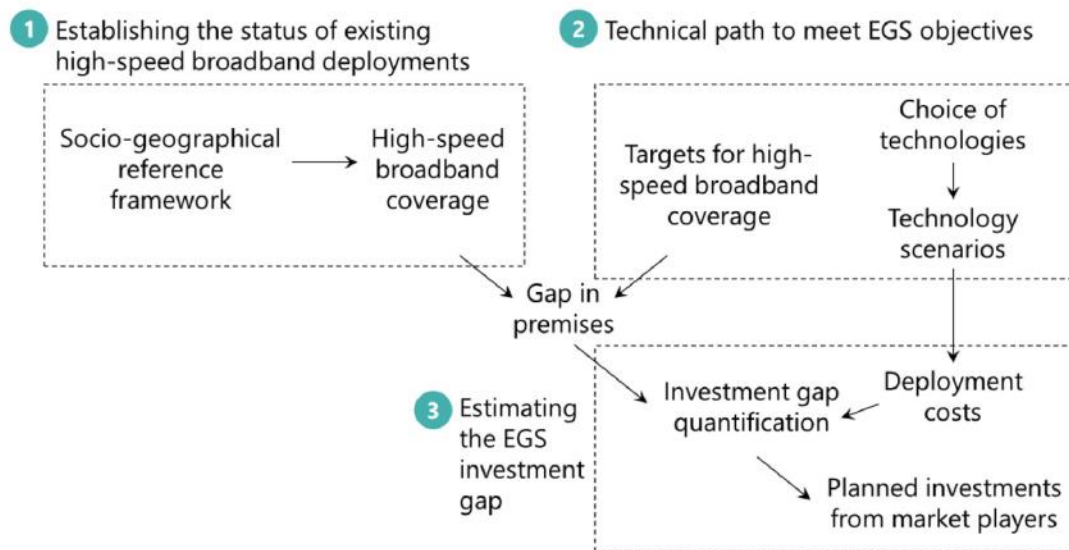 1 Establishing the status of existing
high-speed broadband deployments
2 Technical path to meet EGS objectives
Socio-geographical
reference
framework
High-speed
broadband
coverage
Targets for high-
speed broadband
coverage
Choice of
technologies
Technology
scenarios
Gap in
premises
3 Estimating
the EGS
investment
gap
Investment gap
quantification
Deployment
costs
Planned investments
from market players